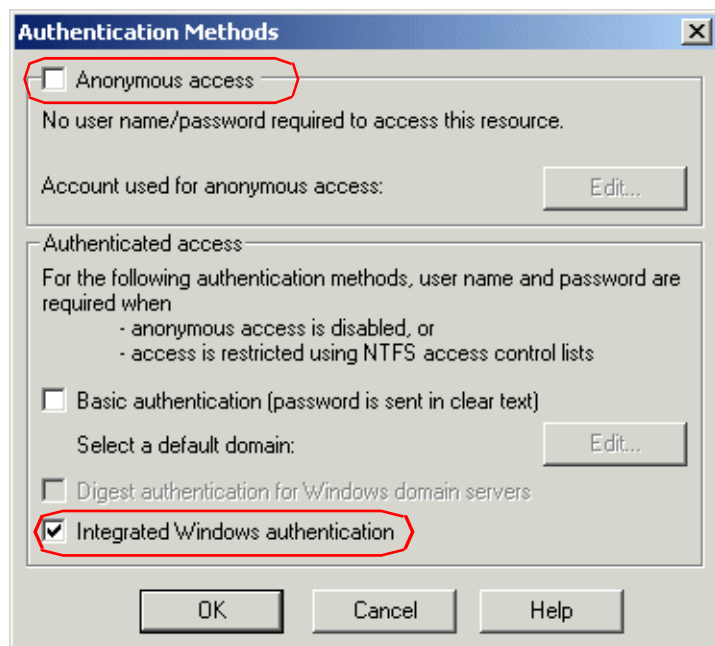 Authentication Methods
Anonymous access
No user name/password required to access this resource.
Account used for anonymous access:
Edit...
Authenticated access
For the following authentication methods, user name and password are
required when
- anonymous access is disabled, or
- access is restricted using NTFS access control lists
Basic authentication (password is sent in clear text)
Select a default domain:
Edit...
Digest authentication for Windows domain servers
Integrated Windows authentication
OK
Cancel
Help